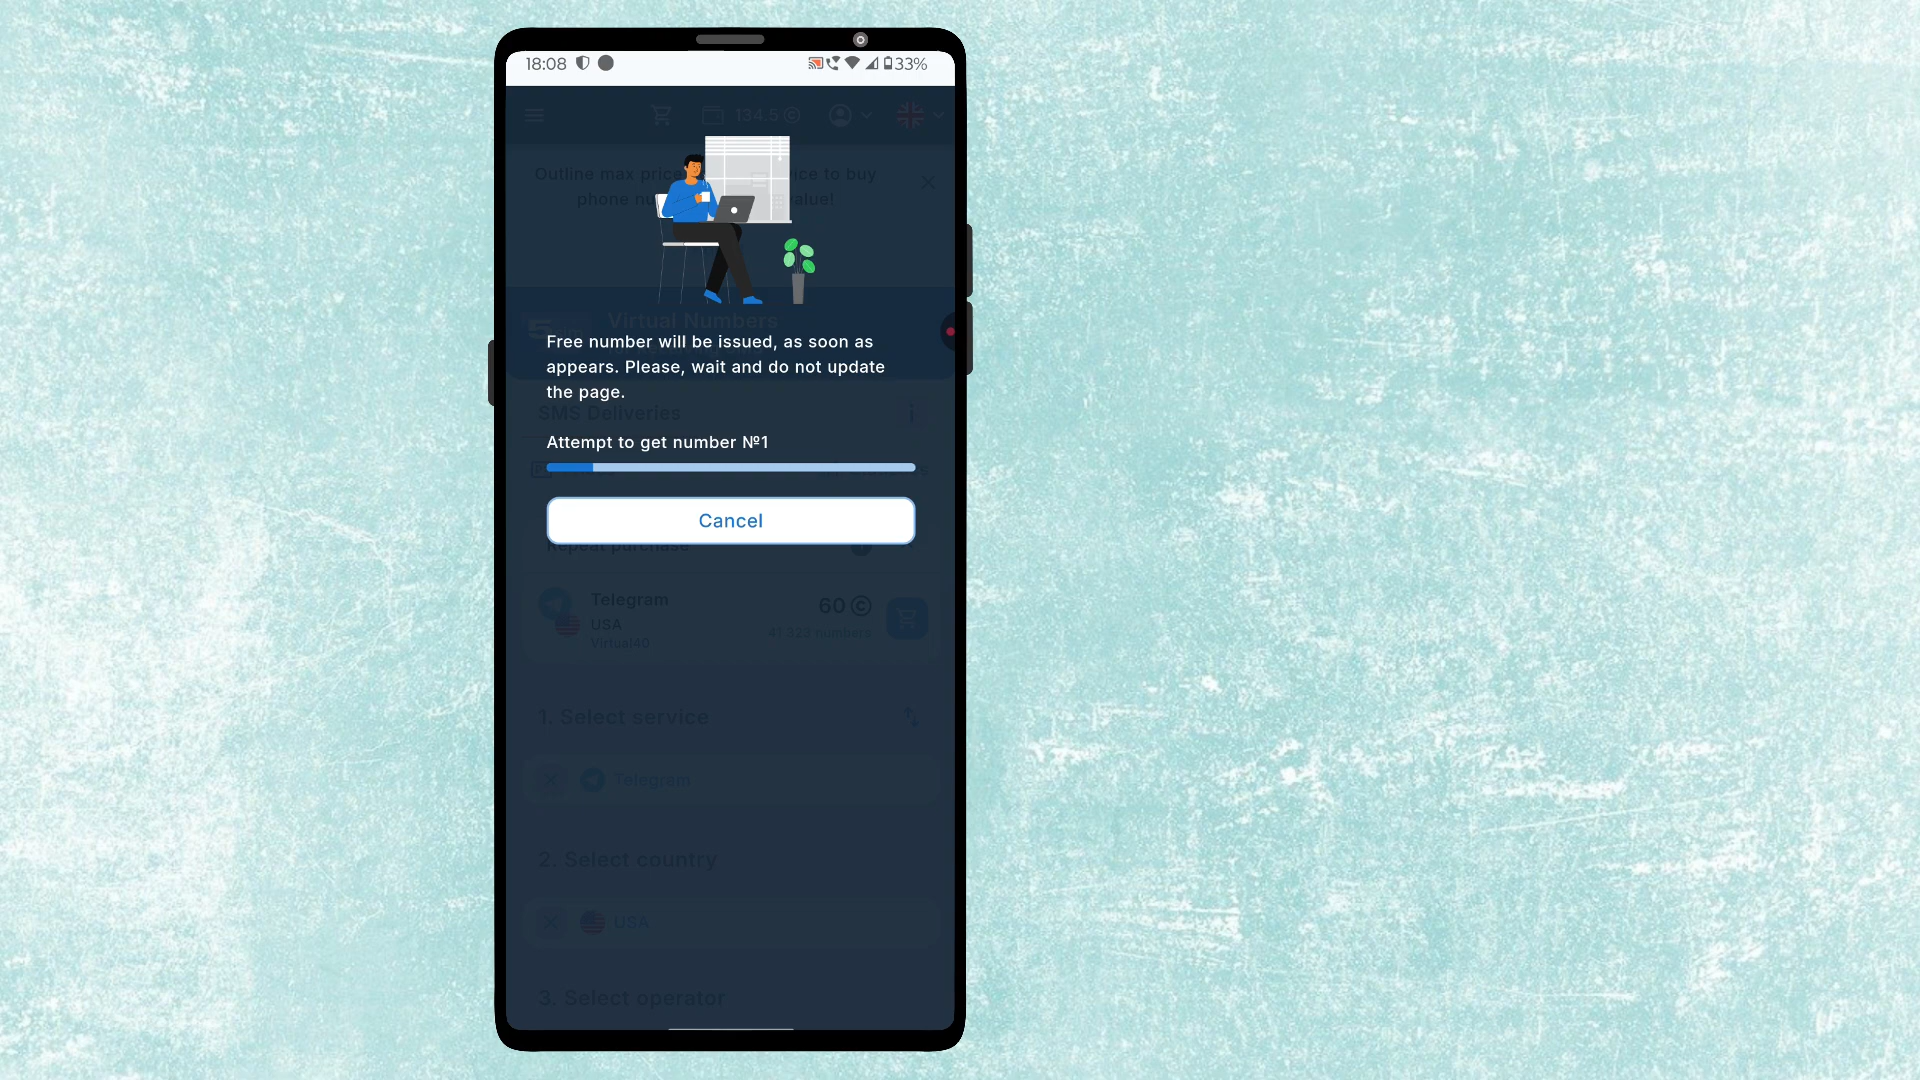 18:08
33%
134.5
Outline max price ice to buy
phone nu alue!
Virtual Numbers
Free number will be issued, as soon as
appears. Please, wait and do not update
the page.
SMS Deliveries
Attempt to get number №1
Cancel
Repeat purchase
Telegram
60
USA
41 323 numbers
Virtual40
1. Select service
Telegram
2. Select country
USA
3. Select operator